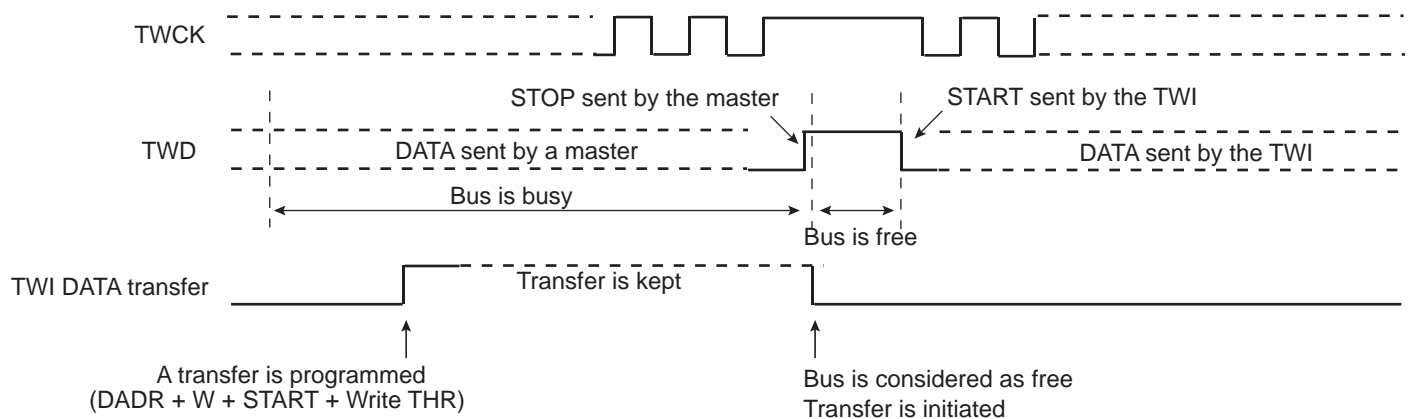 TWCK
STOP sent by the master
START sent by the TWI
TWD
DATA sent by a master
DATA sent by the TWI
Bus is busy
Bus is free
TWI DATA transfer
Transfer is kept
A transfer is programmed
(DADR + W + START + Write THR)
Bus is considered as free
Transfer is initiated